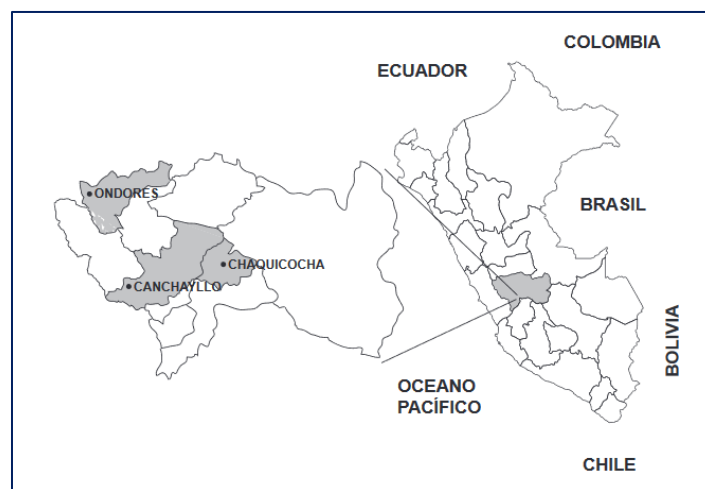 COLOMBIA
ECUADOR
ONDORES
BRASIL
CHAQUICOCHA
CANCHAYLLO
BOLIVIA
OCEANO
PACÍFICO
CHILE